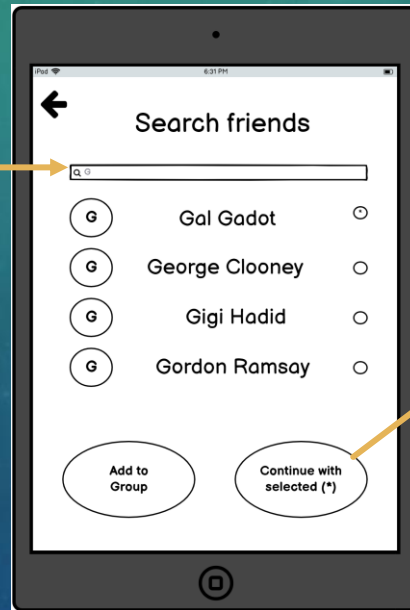 iPad 6:31 PM
Search friends
G
G Gal Gadot *
G George Clooney
G Gigi Hadid
G Gordon Ramsay
Add to
Group
Continue with
selected (*)